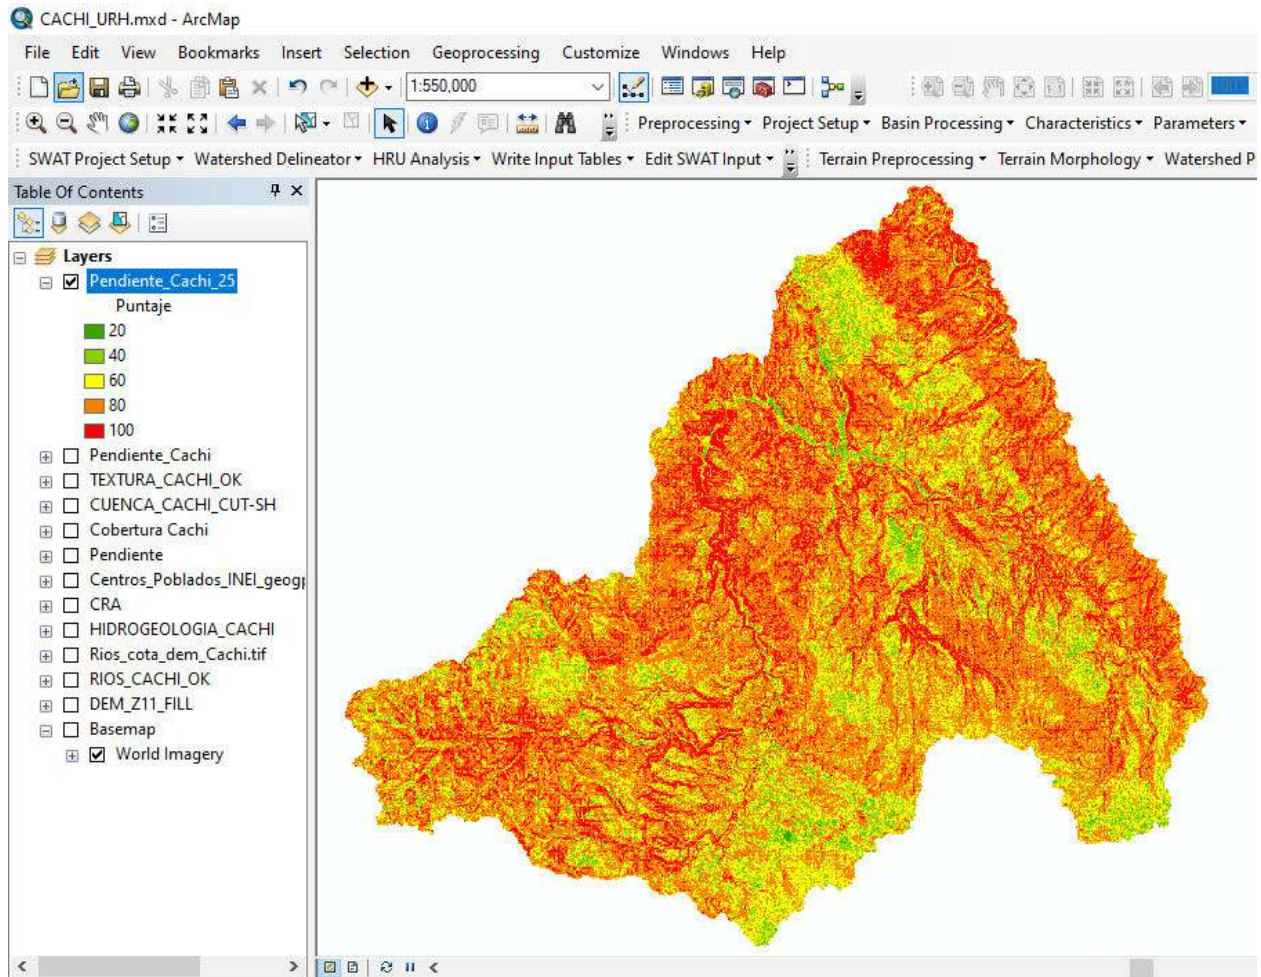 CACHI_URH.mxd - ArcMap
File Edit View Bookmarks Insert Selection Geoprocessing Customize Windows Help
1:550,000
Preprocessing Project Setup Basin Processing Characteristics Parameters
SWAT Project Setup Watershed Delineator HRU Analysis Write Input Tables Edit SWAT Input Terrain Preprocessing Terrain Morphology Watershed P
Table Of Contents
Layers
Pendiente_Cachi_25
Puntaje
20
40
60
80
100
Pendiente_Cachi
TEXTURA_CACHI_OK
CUENCA_CACHI_CUT-SH
Cobertura Cachi
Pendiente
Centros_Poblados_INEI_geogp
CRA
HIDROGEOLOGIA_CACHI
Rios_cota_dem_Cachi.tif
RIOS_CACHI_OK
DEM_Z11_FILL
Basemap
World Imagery